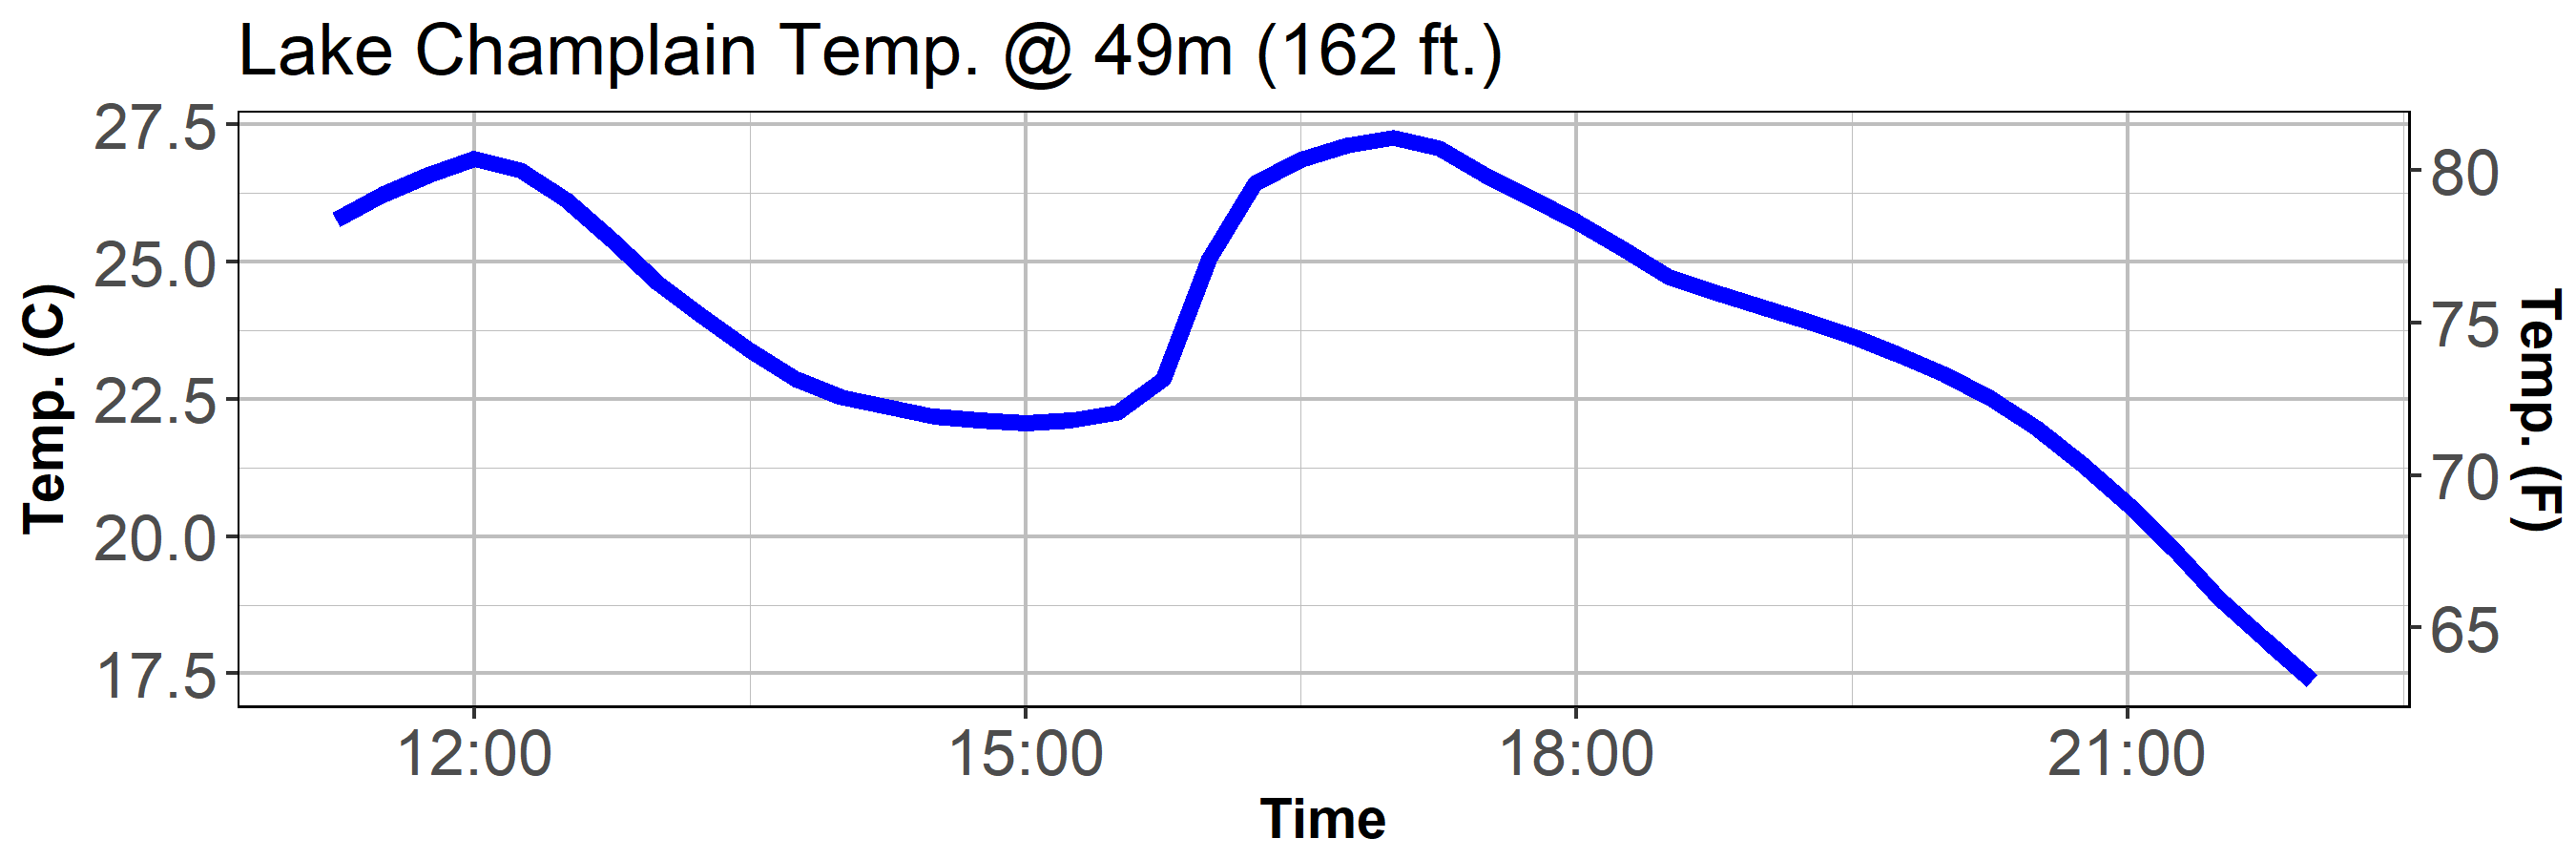 Lake Champlain Temp. @ 49m (162 ft.)
27.5
25.0
22.5
20.0
17.5
Temp. (C)
80
75
70
65
Temp. (F)
12:00 15:00 18:00 21:00
Time